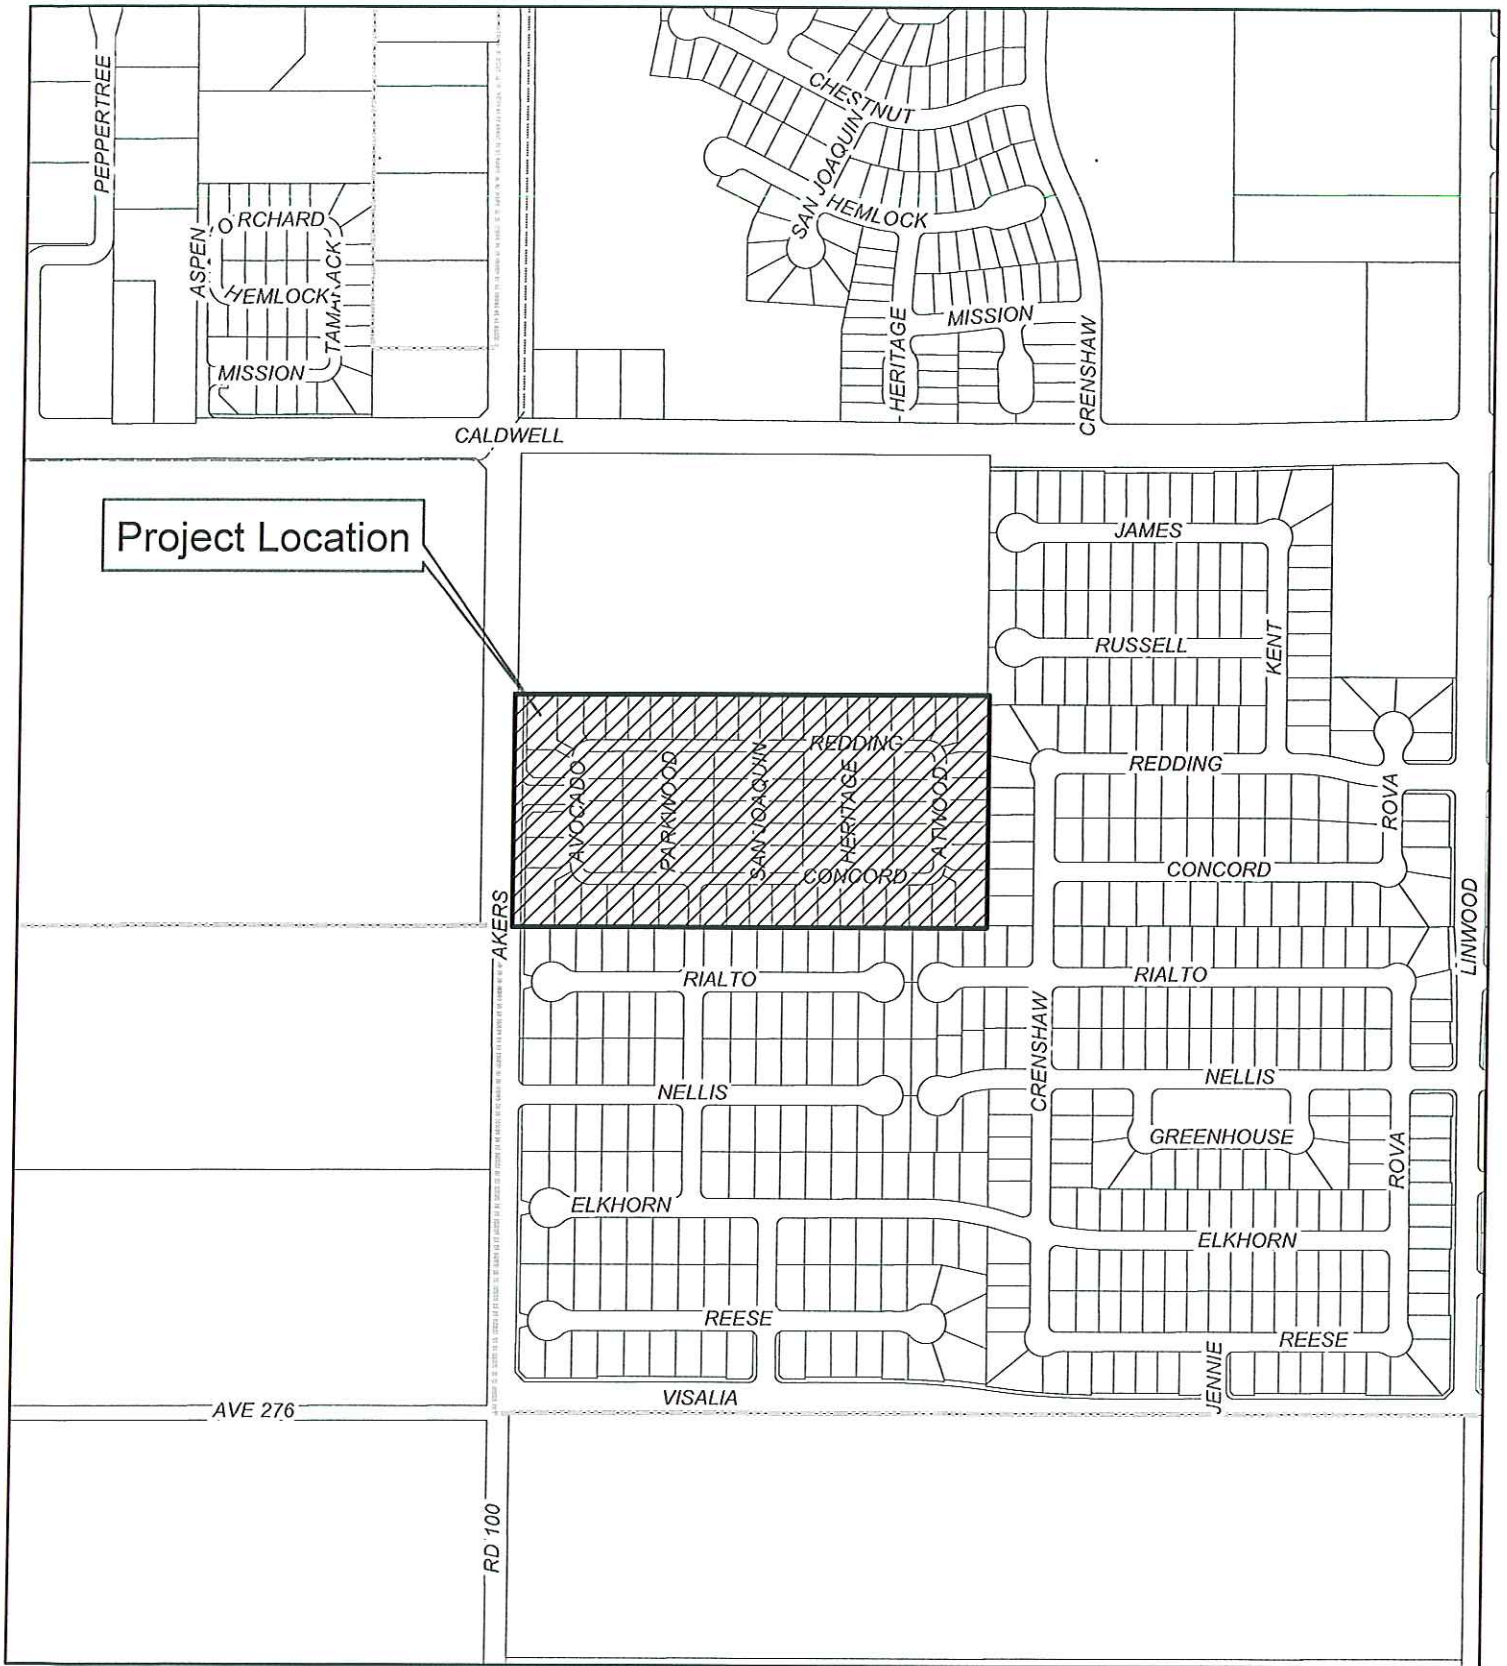 PEPPERTREE
CHESTNUT
SAN JOAQUIN
HEMLOCK
ORCHARD
ASPEN
HEMLOCK
TAMARACK
MISSION
HERITAGE
MISSION
CRENSHAW
CALDWELL
Project Location
JAMES
RUSSELL
KENT
REDDING
AVOCADO
PARKWOOD
SAN JOAQUIN
HERITAGE
ATWOOD
CONCORD
REDDING
ROVA
CONCORD
AKERS
LINWOOD
RIALTO
RIALTO
CRENSHAW
NELLIS
NELLIS
GREENHOUSE
ROVA
ELKHORN
ELKHORN
REESE
REESE
JENNIE
VISALIA
AVE 276
RD 100